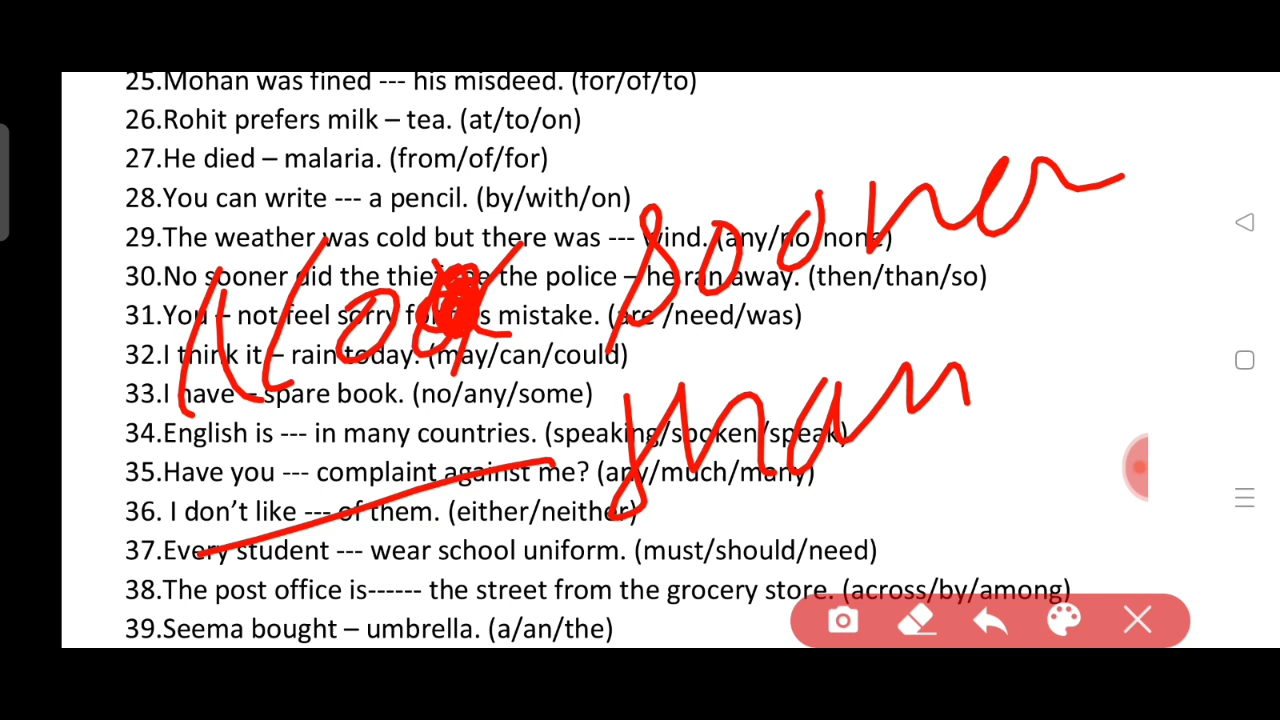 25.Mohan was fined --- his misdeed. (for/of/to)
26.Rohit prefers milk – tea. (at/to/on)
27.He died – malaria. (from/of/for)
28.You can write --- a pencil. (by/with/on)
29.The weather was cold but there was --- wind. (any/no/none)
30.No sooner did the thief see the police – he ran away. (then/than/so)
31.You – not feel sorry for this mistake. (are /need/was)
32.I think it – rain today. (may/can/could)
33.I have – spare book. (no/any/some)
34.English is --- in many countries. (speaking/spoken/speak)
35.Have you --- complaint against me? (any/much/many)
36. I don’t like --- of them. (either/neither)
37.Every student --- wear school uniform. (must/should/need)
38.The post office is------ the street from the grocery store. (across/by/among)
39.Seema bought – umbrella. (a/an/the)
sooner
than